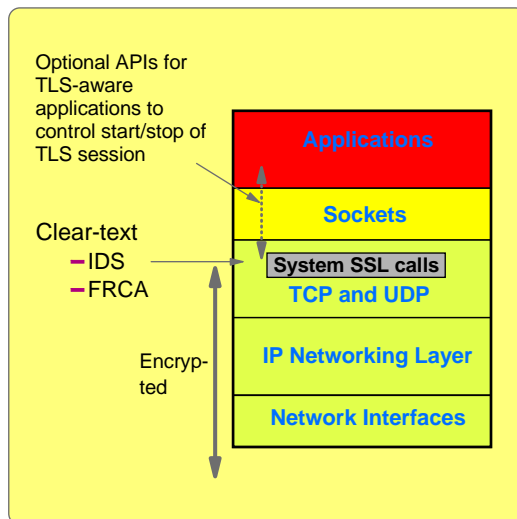 Optional APIs for
TLS-aware
applications to
control start/stop of
TLS session
Applications
Sockets
Clear-text
IDS
FRCA
System SSL calls
TCP and UDP
Encryp-
ted
IP Networking Layer
Network Interfaces